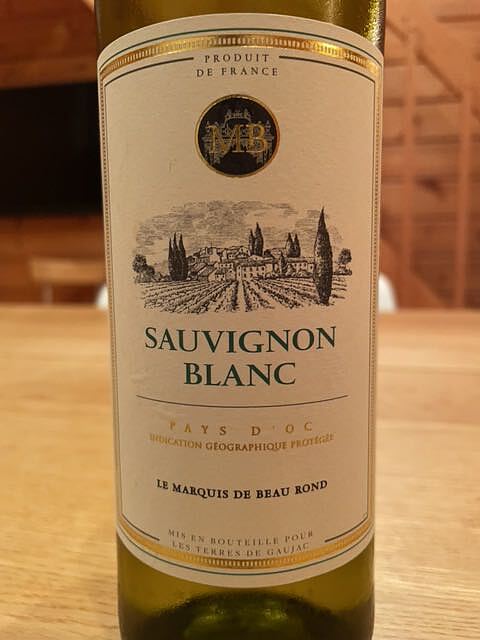 PRODUIT
DE FRANCE
MB
SAUVIGNON
BLANC
PAYS D'OC
INDICATION GÉOGRAPHIQUE PROTÉGÉE
LE MARQUIS DE BEAU ROND
MIS EN BOUTEILLE POUR
LES TERRES DE GAUJAC